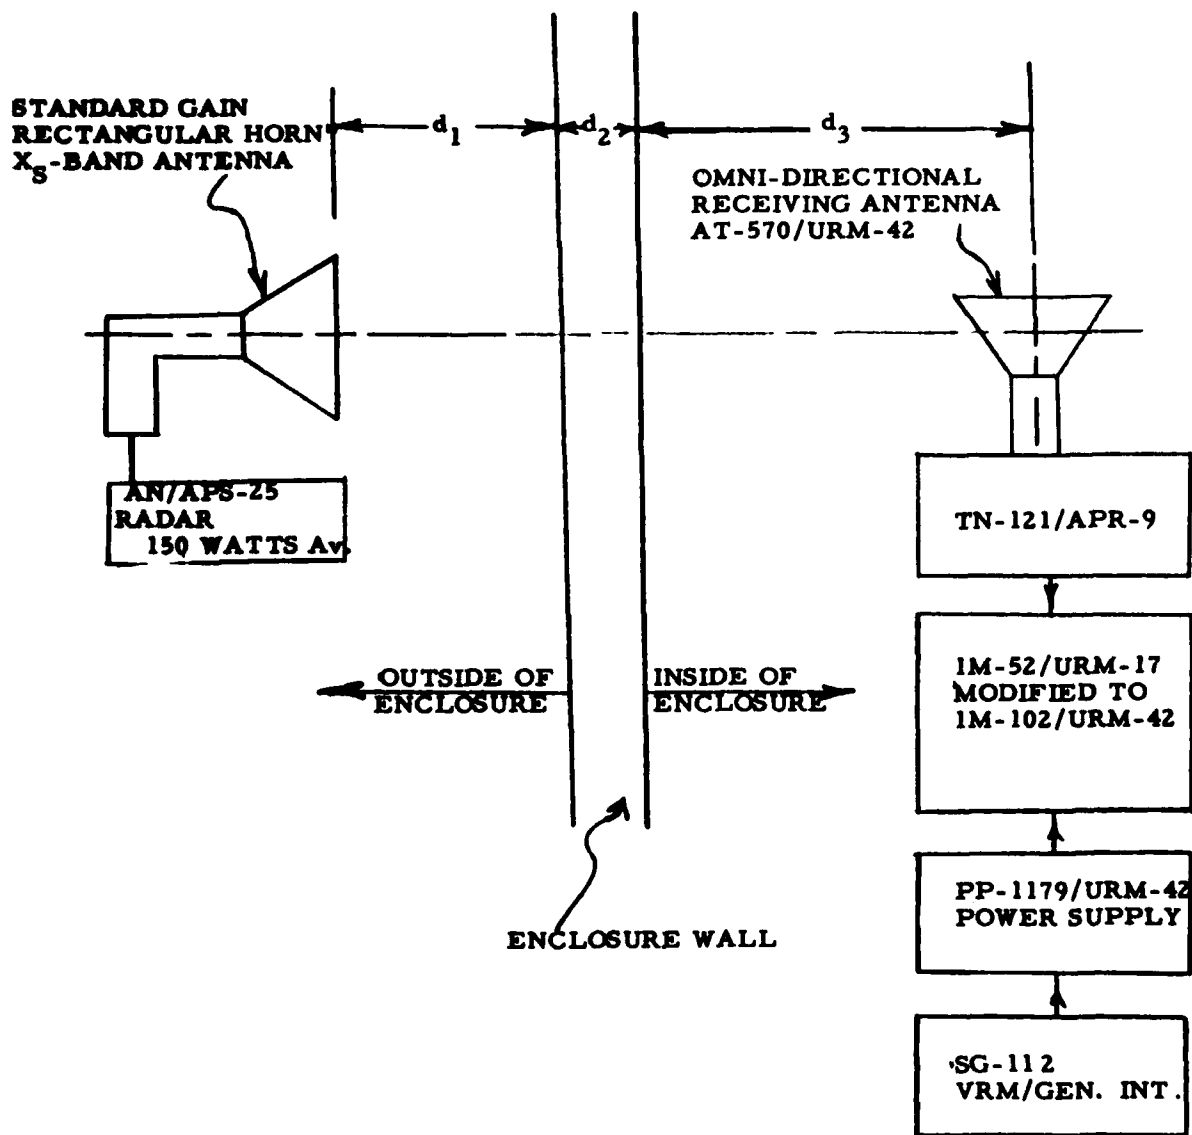 STANDARD GAIN
RECTANGULAR HORN
XS-BAND ANTENNA
d1
d2
d3
OMNI-DIRECTIONAL
RECEIVING ANTENNA
AT-570/URM-42
AN/APS-25
RADAR
150 WATTS Av.
TN-121/APR-9
OUTSIDE OF
ENCLOSURE
INSIDE OF
ENCLOSURE
1M-52/URM-17
MODIFIED TO
1M-102/URM-42
PP-1179/URM-42
POWER SUPPLY
ENCLOSURE WALL
SG-112
VRM/GEN. INT.